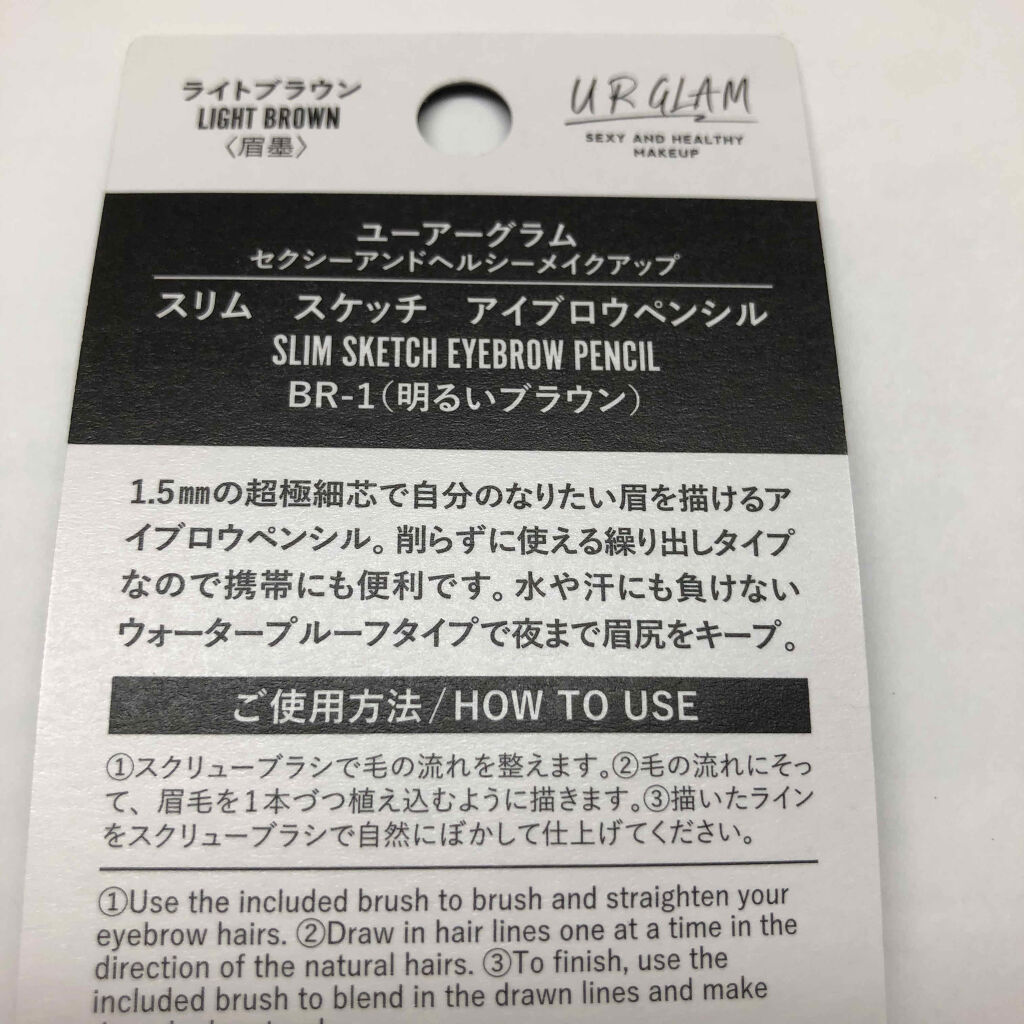 ライトブラウン
LIGHT BROWN
〈眉墨〉
UR GLAM
SEXY AND HEALTHY
MAKEUP
ユーアーグラム
セクシーアンドヘルシーメイクアップ
スリム スケッチ アイブロウペンシル
SLIM SKETCH EYEBROW PENCIL
BR-1(明るいブラウン)
1.5㎜の超極細芯で自分のなりたい眉を描けるア
イブロウペンシル。削らずに使える繰り出しタイプ
なので携帯にも便利です。水や汗にも負けない
ウォータープルーフタイプで夜まで眉尻をキープ。
ご使用方法/HOW TO USE
①スクリューブラシで毛の流れを整えます。②毛の流れにそっ
て、眉毛を1本づつ植え込むように描きます。③描いたライン
をスクリューブラシで自然にぼかして仕上げてください。
①Use the included brush to brush and straighten your
eyebrow hairs. ②Draw in hair lines one at a time in the
direction of the natural hairs. ③To finish, use the
included brush to blend in the drawn lines and make